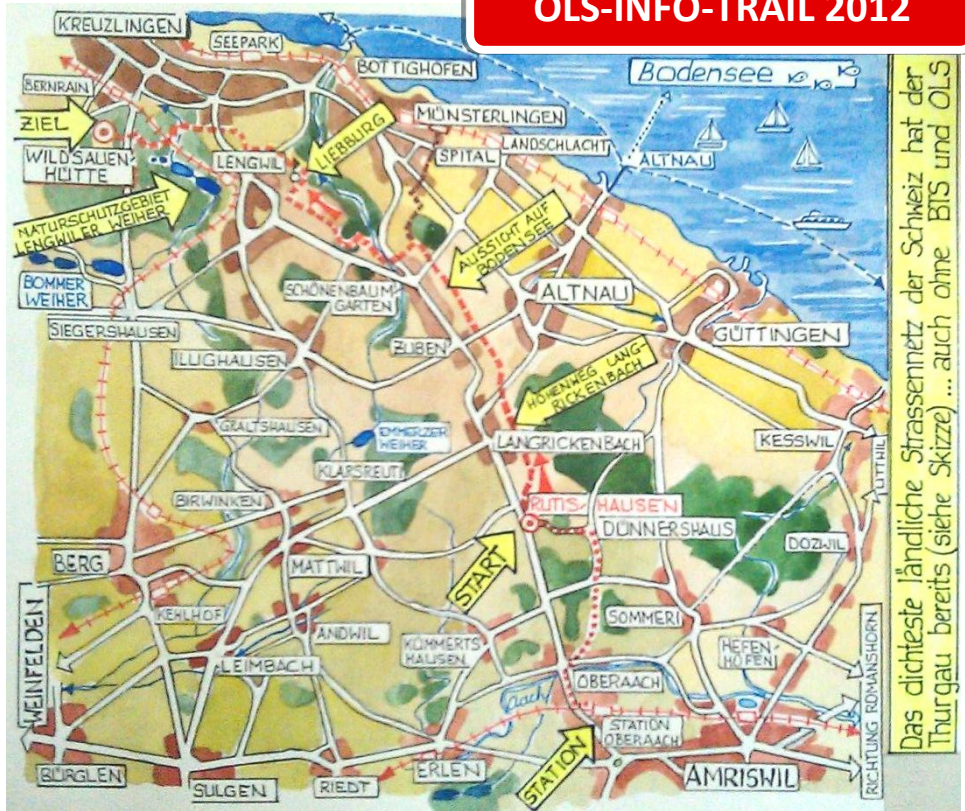 OLS-INFO-TRAIL 2012
KREUZLINGEN
SEEPARK
BOTTIGHOFEN
Bodensee
BERNRAIN
ZIEL
WILDSAUEN-
HÜTTE
LENGWIL
LIEBBURG
MÜNSTERLINGEN
SPITAL
LANDSCHLACHT
ALTNAU
NATURSCHUTZGEBIET
LENGWILER WEIHER
AUSSICHT AUF
BODENSEE
BOMMER
WEIHER
SCHÖNENBAUM
GARTEN
ALTNAU
SIEGERSHAUSEN
ILLIGHAUSEN
ZUBEN
GÜTTINGEN
HÖHENWEG LANG-
RICKENBACH
GRALTSHAUSEN
EMMERZER
WEIHER
LANGRICKENBACH
KESSWIL
UTTWIL
KLARSREUTI
BIRWINKEN
RUTIS-HAUSEN
DÜNNERSHAUS
DOZWIL
BERG
MATTWIL
START
KEHLHOF
ANDWIL
KÜMMERTS
HAUSEN
SOMMERI
HEFEN-
HOFEN
WEINFELDEN
LEIMBACH
OBERAACH
Aach
STATION
OBERAACH
RICHTUNG ROMANSHORN
BÜRGLEN
SULGEN
RIEDT
ERLEN
STATION
AMRISWIL
Das dichteste ländliche Strassennetz der Schweiz hat der
Thurgau bereits (siehe Skizze) ... auch ohne BTS und OLS